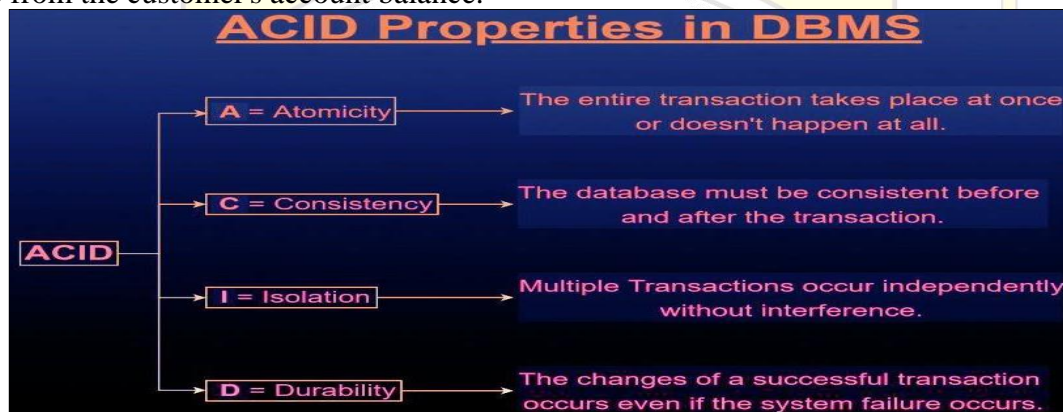 from the customer's account balance.
ACID Properties in DBMS
A = Atomicity
The entire transaction takes place at once
or doesn't happen at all.
C = Consistency
The database must be consistent before
and after the transaction.
ACID
I = Isolation
Multiple Transactions occur independently
without interference.
D = Durability
The changes of a successful transaction
occurs even if the system failure occurs.